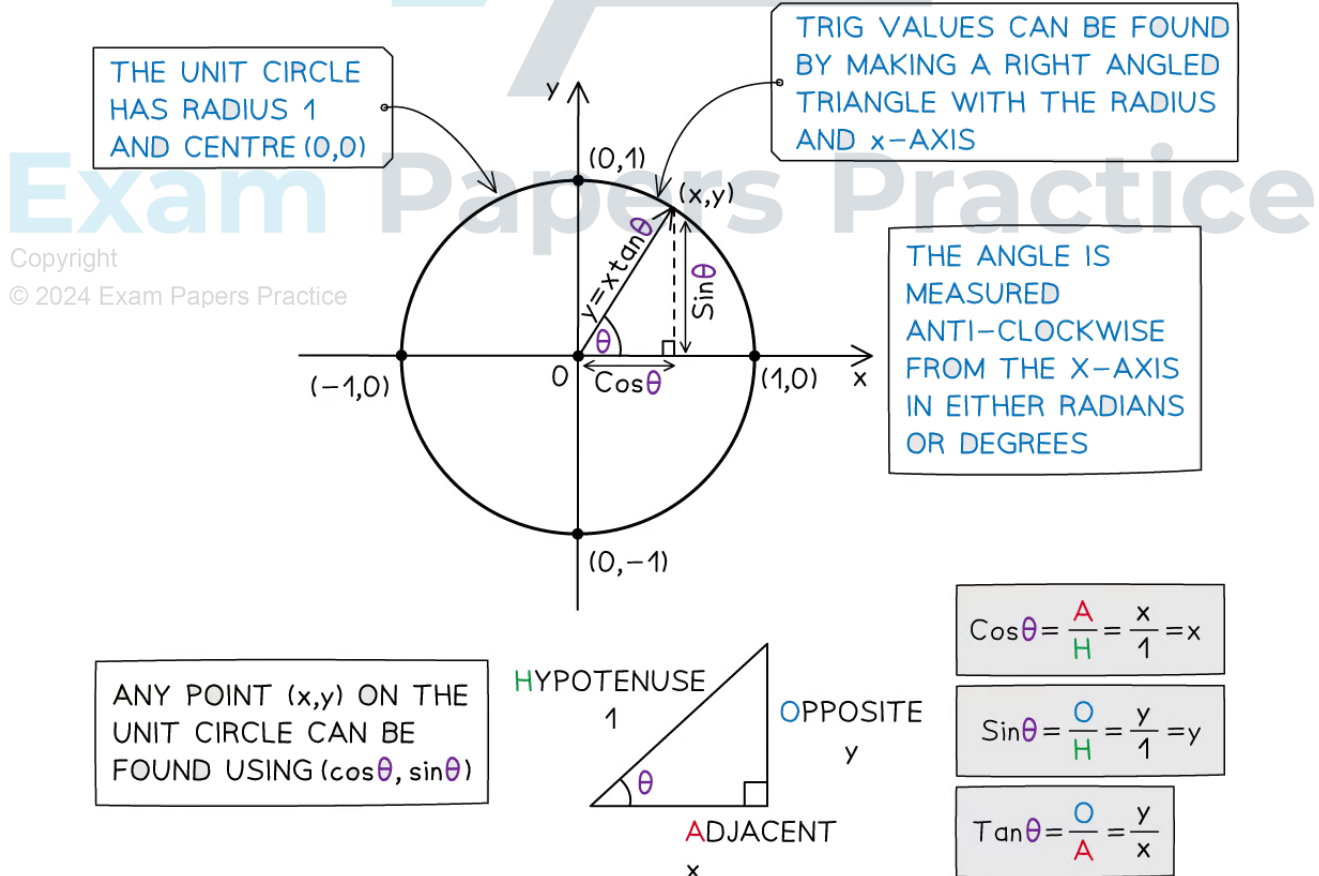 THE UNIT CIRCLE
HAS RADIUS 1
AND CENTRE (0,0)
TRIG VALUES CAN BE FOUND
BY MAKING A RIGHT ANGLED
TRIANGLE WITH THE RADIUS
AND x-AXIS
Exam Papers Practice
Copyright
© 2024 Exam Papers Practice
y
(0,1)
(x,y)
y=xtanθ
Sinθ
θ
(-1,0)
O
Cosθ
(1,0)
x
(0,-1)
THE ANGLE IS
MEASURED
ANTI-CLOCKWISE
FROM THE X-AXIS
IN EITHER RADIANS
OR DEGREES
ANY POINT (x,y) ON THE
UNIT CIRCLE CAN BE
FOUND USING (cosθ, sinθ)
HYPOTENUSE
1
OPPOSITE
y
θ
ADJACENT
x
Cosθ = A/H = x/1 = x
Sinθ = O/H = y/1 = y
Tanθ = O/A = y/x